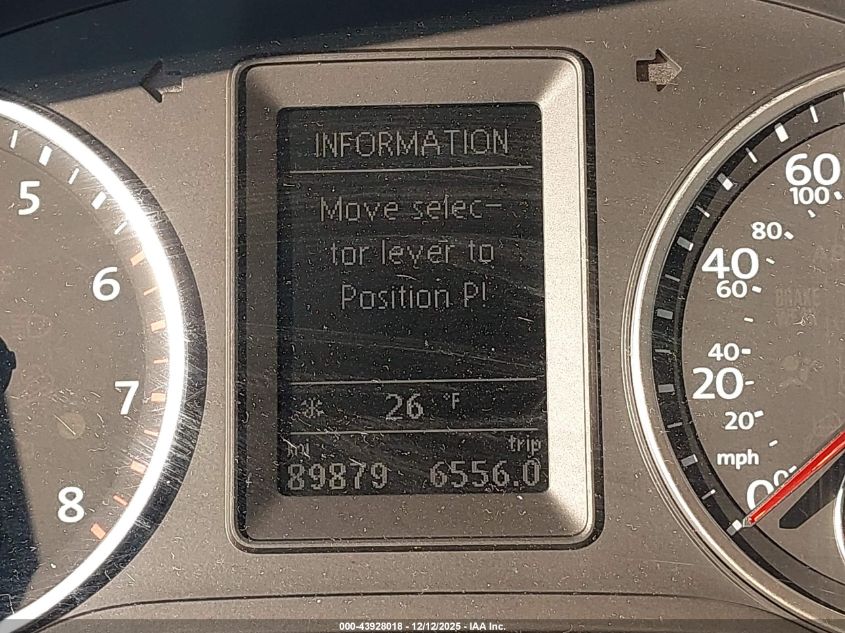 INFORMATION
Move selec-
tor lever to
Position P!
26 °F
mi trip
89879 6556.0
5
6
7
8
60
100
80
40
60
40
20
20
mph
0
000-43928018 - 12/12/2025 - IAA Inc.